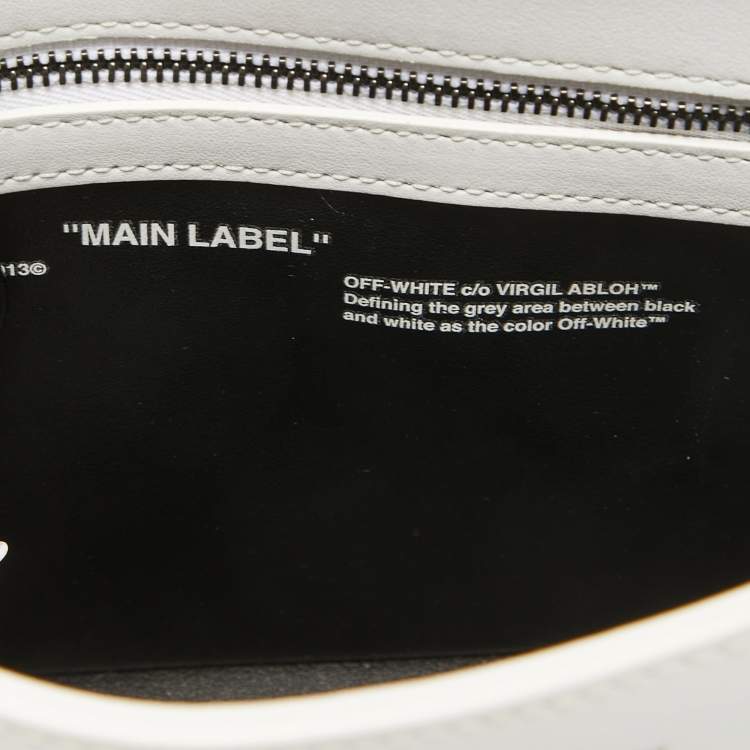 "MAIN LABEL"
13©
OFF-WHITE c/o VIRGIL ABLOH™
Defining the grey area between black
and white as the color Off-White™